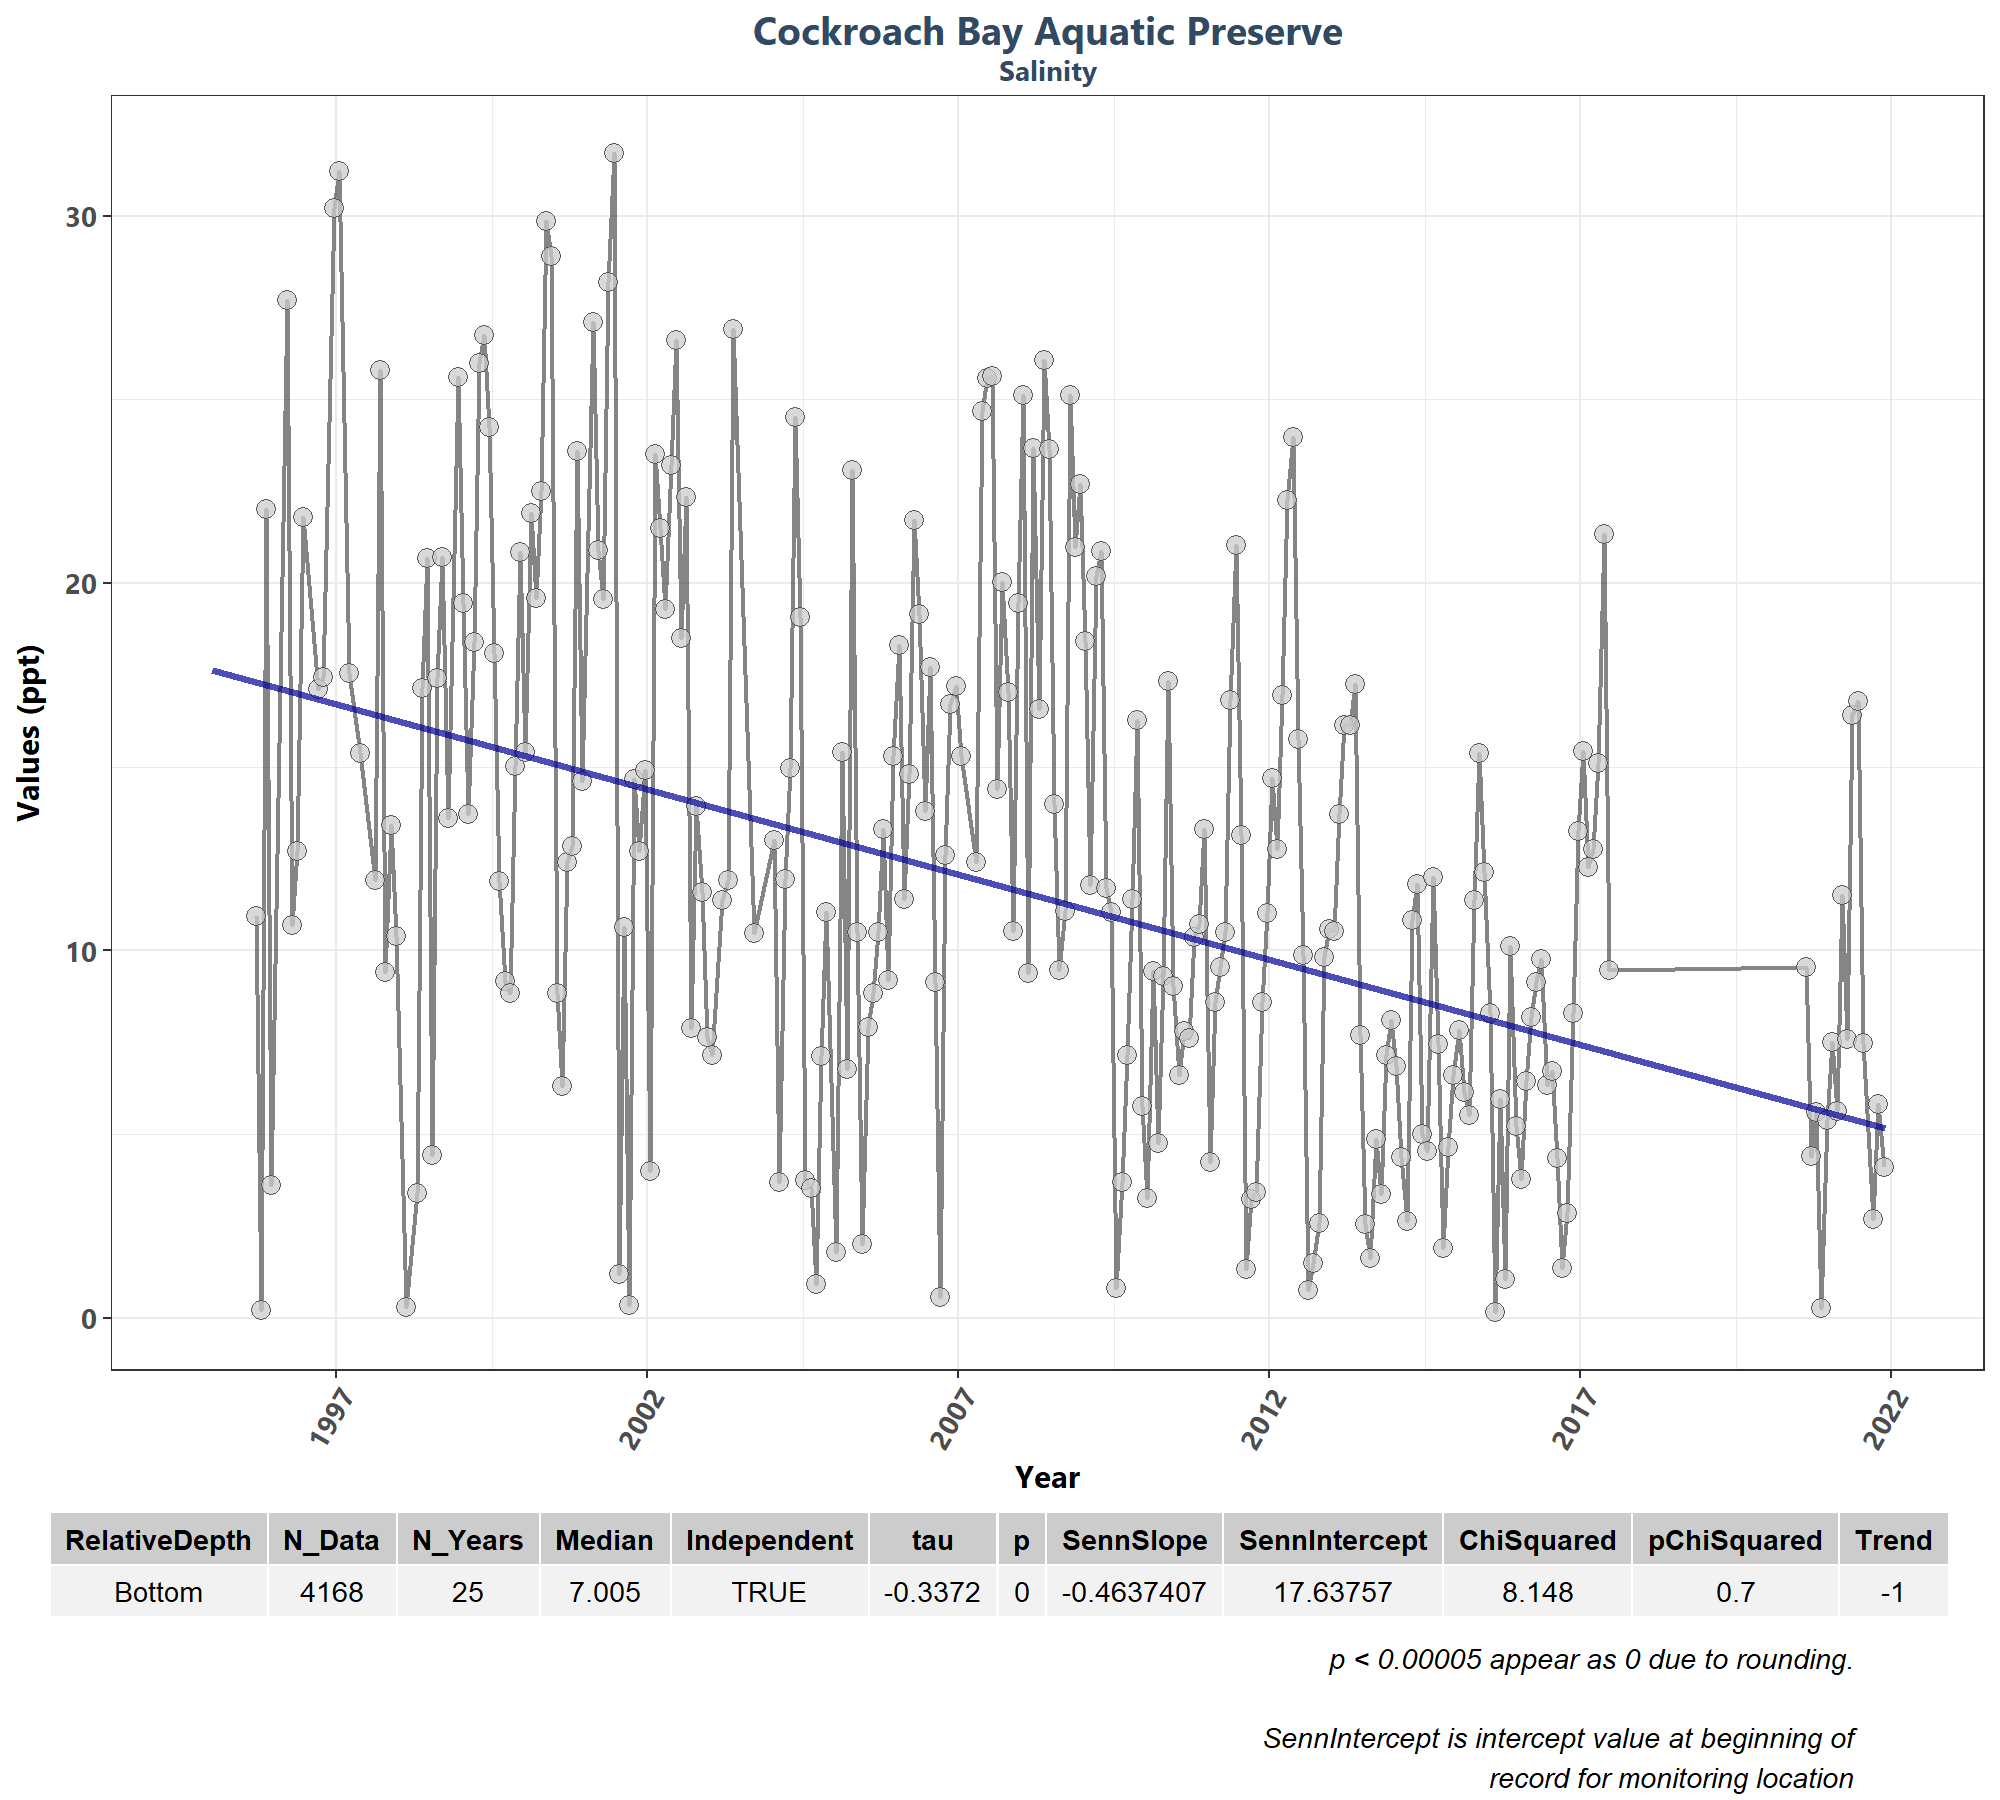 Cockroach Bay Aquatic Preserve
Salinity
Values (ppt)
30
20
10
0
1997 2002 2007 2012 2017 2022
Year
RelativeDepth N_Data N_Years Median Independent tau p SennSlope SennIntercept ChiSquared pChiSquared Trend
Bottom 4168 25 7.005 TRUE -0.3372 0 -0.4637407 17.63757 8.148 0.7 -1
p < 0.00005 appear as 0 due to rounding.
SennIntercept is intercept value at beginning of
record for monitoring location